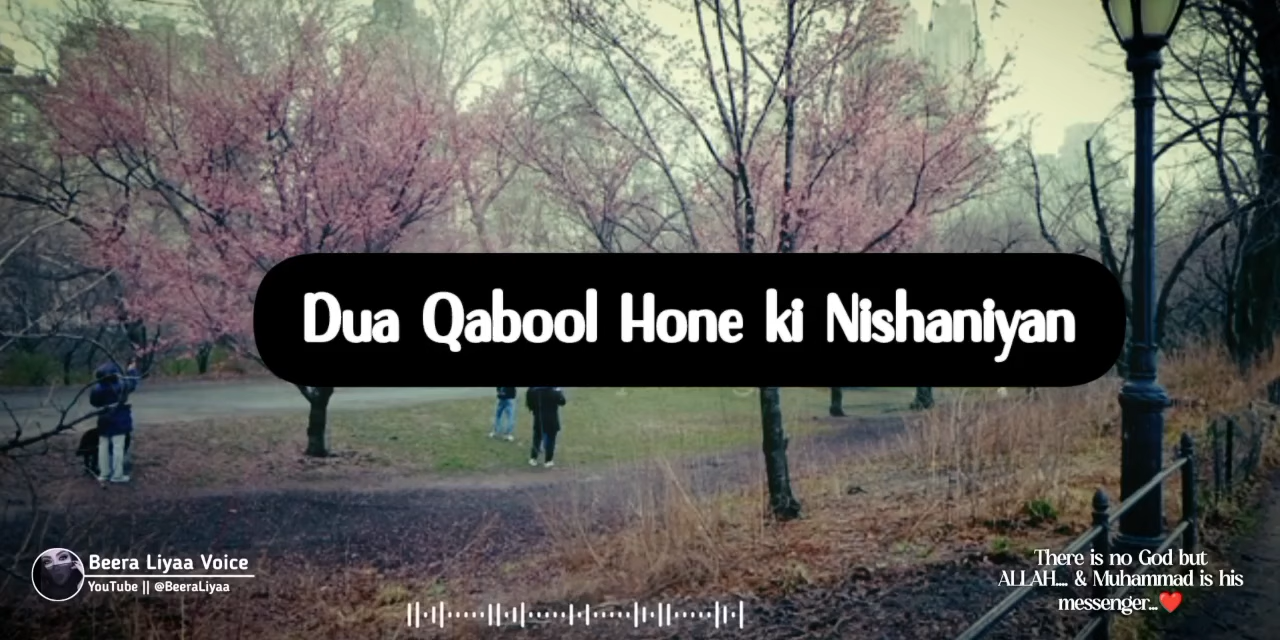 Dua Qabool Hone ki Nishaniyan
Beera Liyaa Voice
YouTube || @BeeraLiyaa
There is no God but
ALLAH.... & Muhammad is his
messenger...❤️